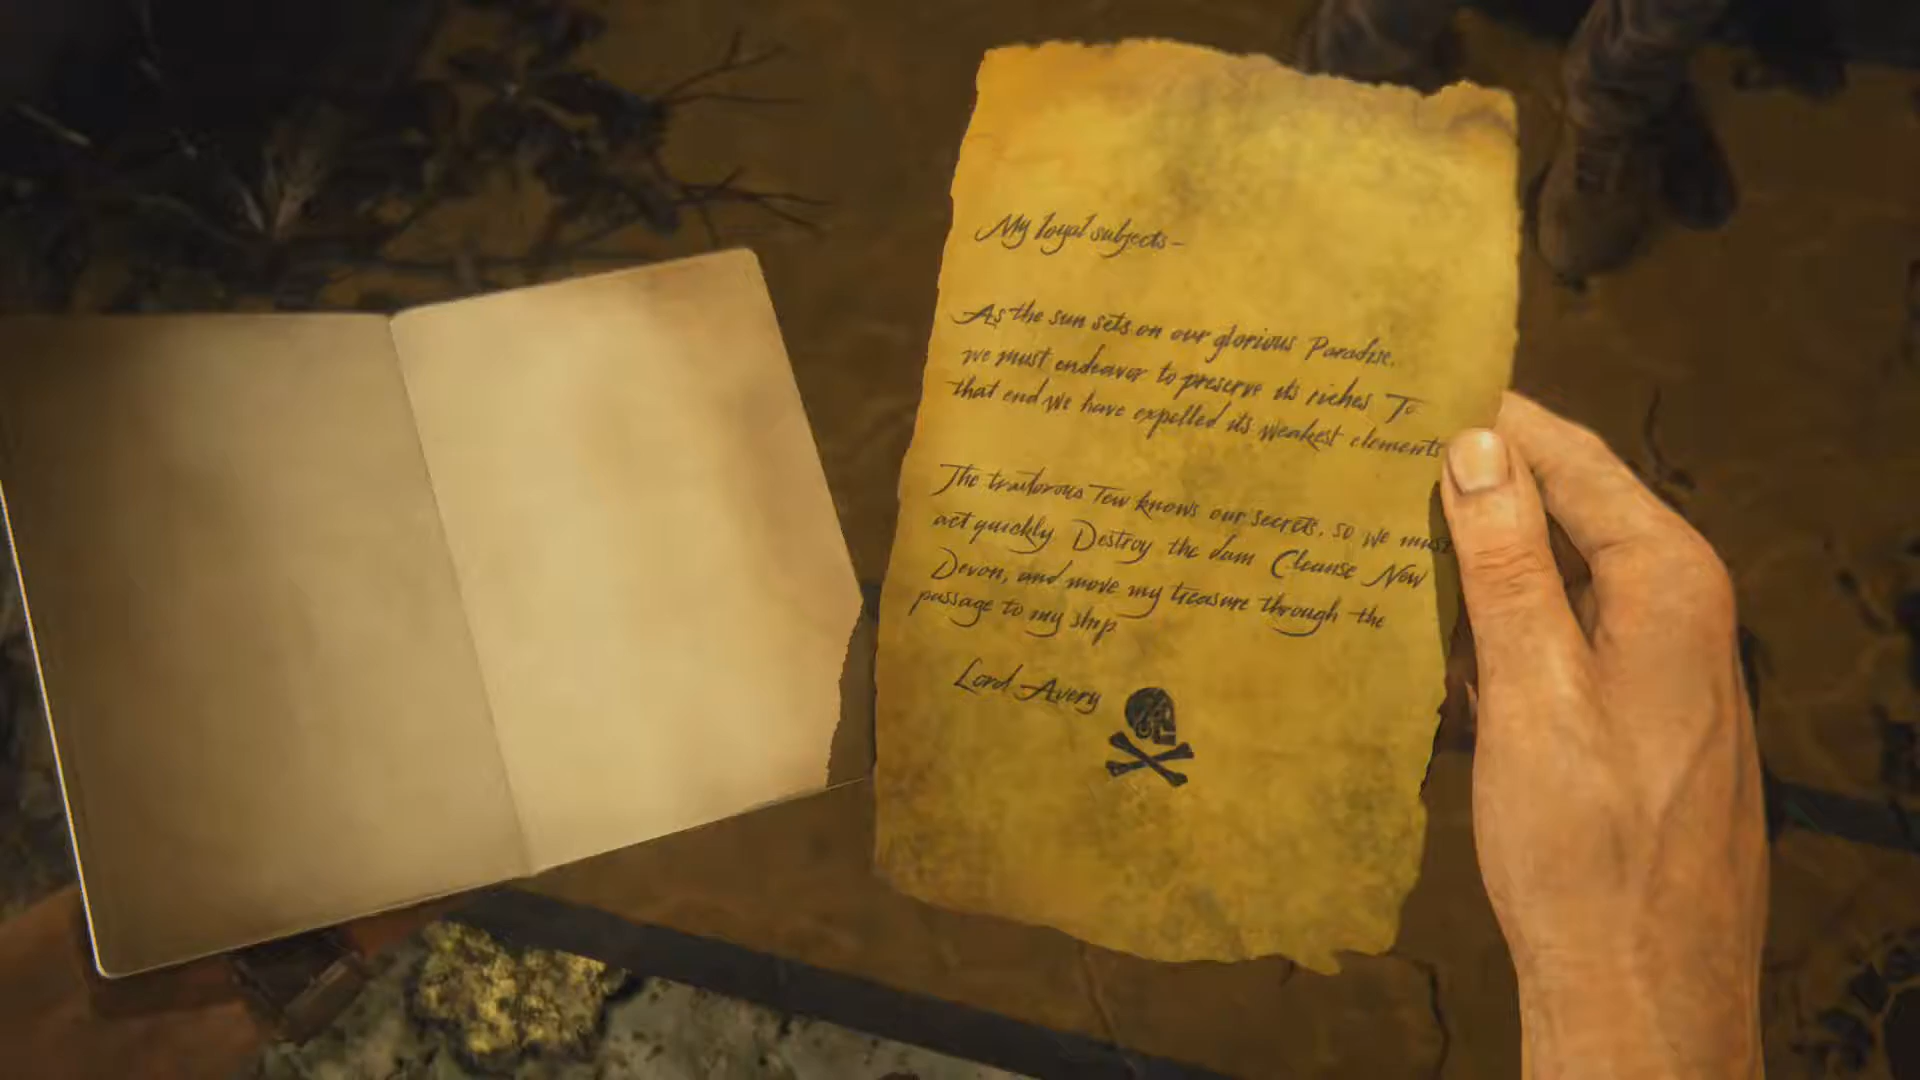 My loyal subjects-
As the sun sets on our glorious Paradise,
we must endeavor to preserve its riches To
that end we have expelled its weakest elements
The traitorous Tew knows our secrets, so we must
act quickly Destroy the dam Cleanse New
Devon, and move my treasure through the
passage to my ship
Lord Avery